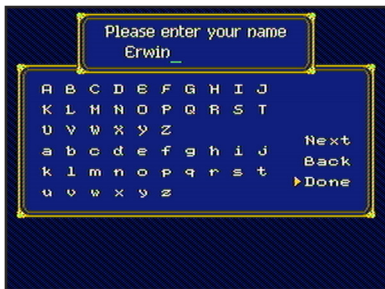 Please enter your name
Erwin_
A B C D E F G H I J
K L M N O P Q R S T
U V W X Y Z
a b c d e f g h i j
k l m n o p q r s t
u v w x y z
Next
Back
Done